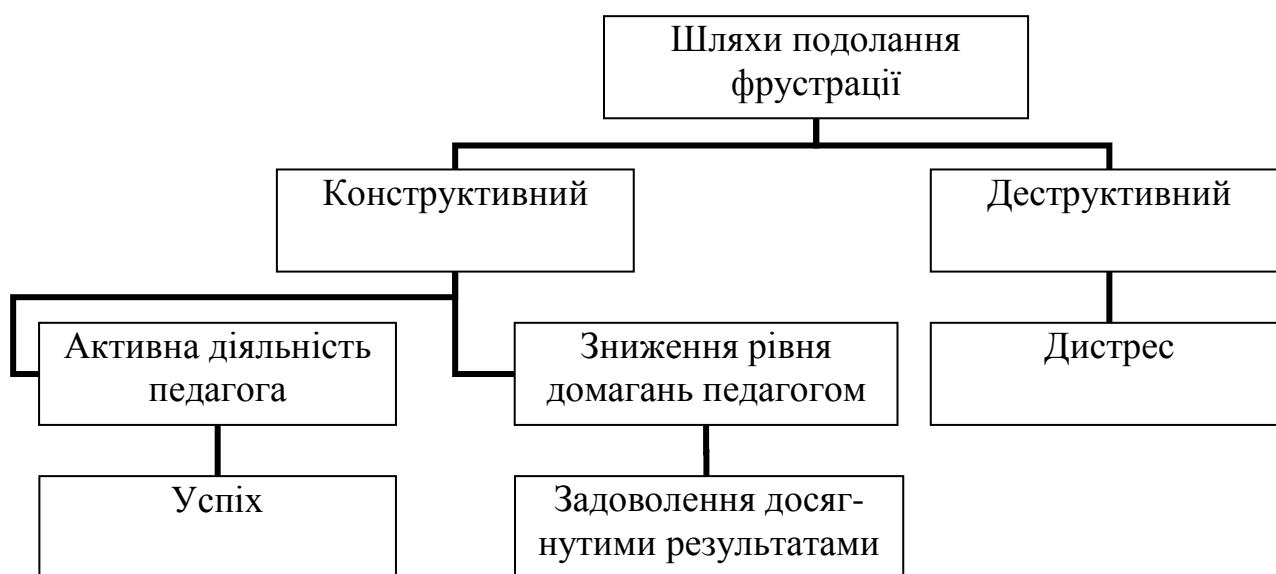 Шляхи подолання
фрустрації
Конструктивний
Деструктивний
Активна діяльність
педагога
Зниження рівня
домагань педагогом
Дистрес
Успіх
Задоволення досяг-
нутими результатами